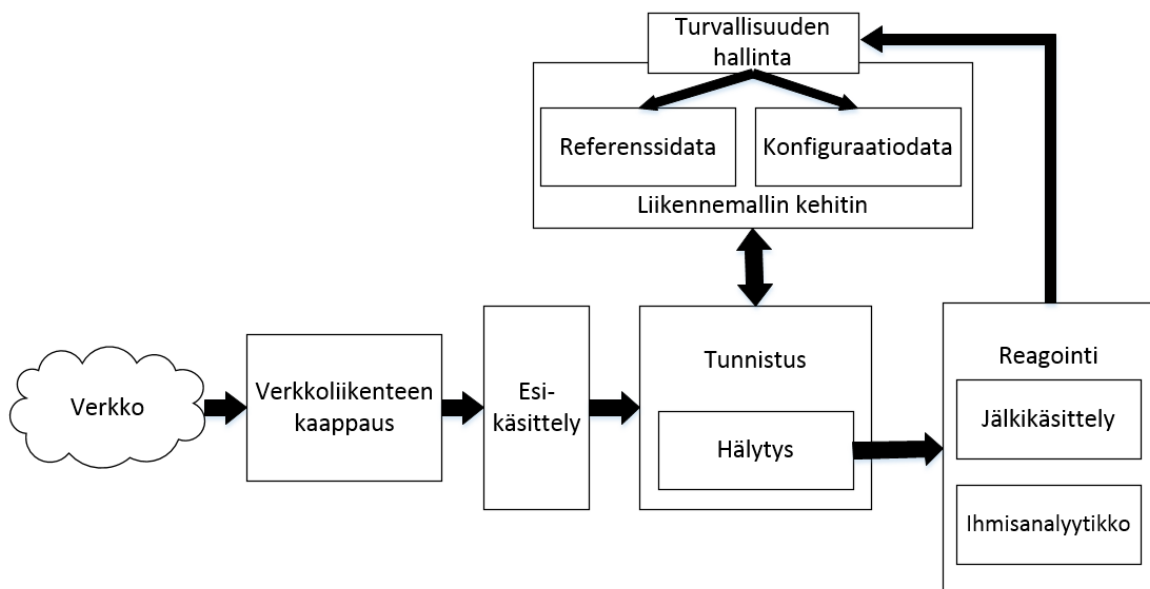 Turvallisuuden
hallinta
Referenssidata
Konfiguraatiodata
Liikennemallin kehitin
Verkko
Verkkoliikenteen
kaappaus
Esi-
käsittely
Tunnistus
Hälytys
Reagointi
Jälkikäsittely
Ihmisanalyytikko